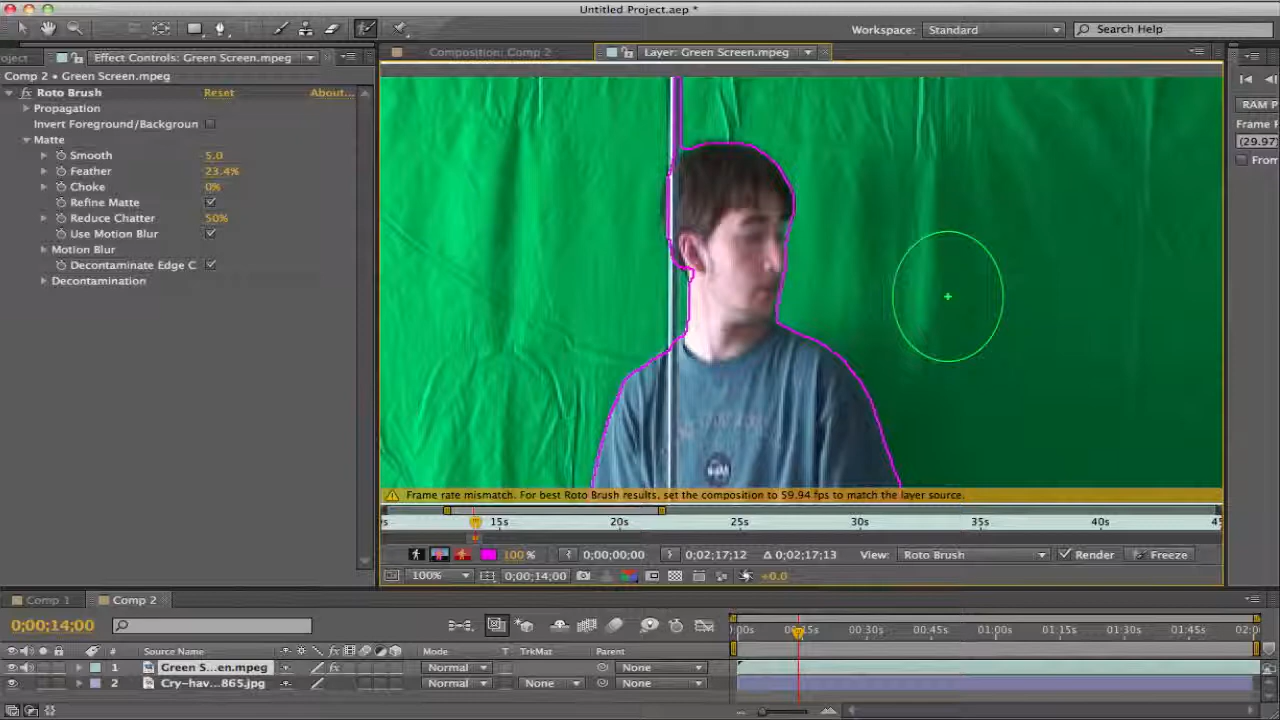 Untitled Project.aep *
Workspace: Standard
Search Help
roject
Effect Controls: Green Screen.mpeg
Composition: Comp 2
Layer: Green Screen.mpeg
Comp 2 • Green Screen.mpeg
Roto Brush Reset About...
RAM P
Propagation
Frame F
Invert Foreground/Backgroun
(29.97)
Matte
From
Smooth 5.0
Feather 23.4%
Choke 0%
Refine Matte
Reduce Chatter 50%
Use Motion Blur
Motion Blur
Decontaminate Edge C
Decontamination
Frame rate mismatch. For best Roto Brush results, set the composition to 59.94 fps to match the layer source.
s 15s 20s 25s 30s 35s 40s 45
100 % 0;00;00;00 0;02;17;12 Δ 0;02;17;13 View: Roto Brush Render Freeze
100% 0;00;14;00 +0.0
Comp 1 Comp 2
0;00;14;00
:00s 00:15s 00:30s 00:45s 01:00s 01:15s 01:30s 01:45s 02:0
# Source Name Mode T TrkMat Parent
1 Green S...en.mpeg Normal None
2 Cry-hav...865.jpg Normal None None